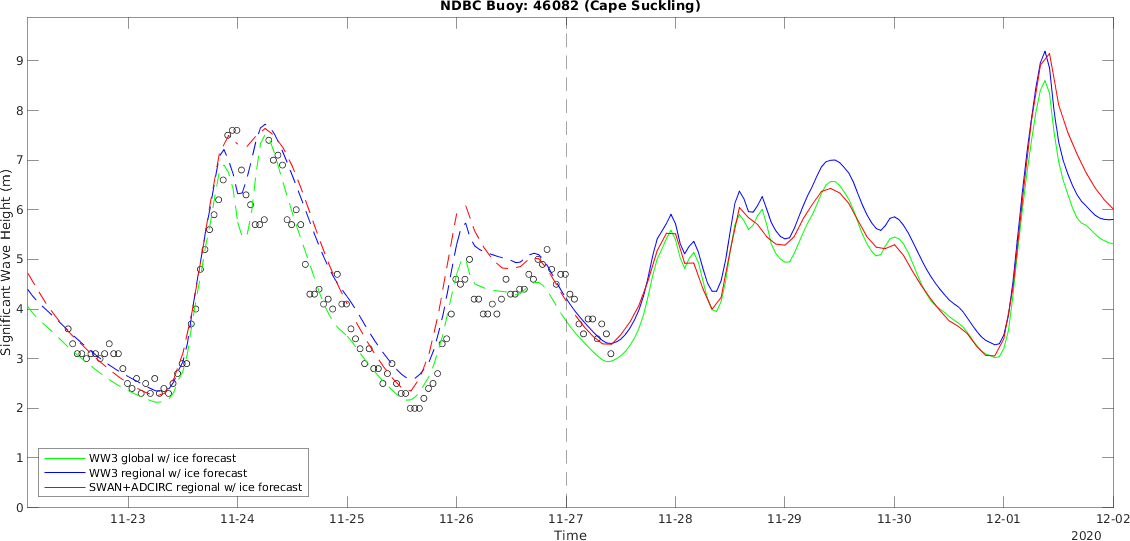 NDBC Buoy: 46082 (Cape Suckling)
Significant Wave Height (m)
9
8
7
6
5
4
3
2
1
0
WW3 global w/ ice forecast
WW3 regional w/ ice forecast
SWAN+ADCIRC regional w/ ice forecast
11-23 11-24 11-25 11-26 11-27 11-28 11-29 11-30 12-01 12-02
Time
2020